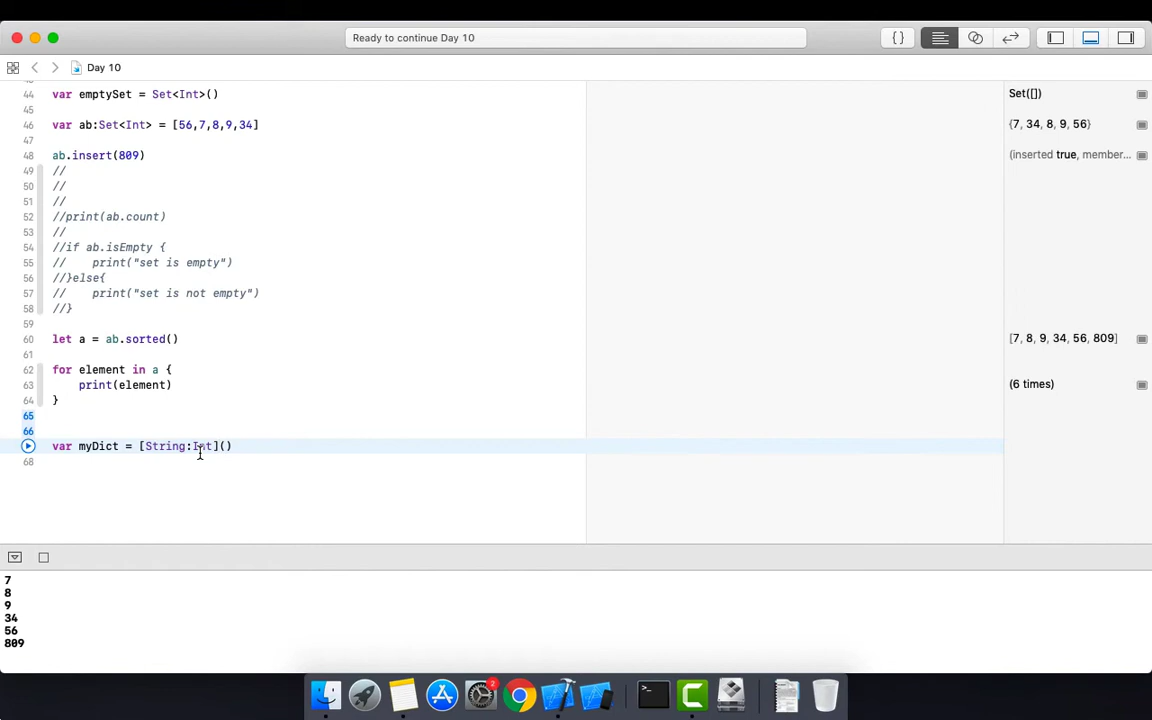 Ready to continue Day 10
{}
Day 10
44 var emptySet = Set<Int>()
Set([])
45
46 var ab:Set<Int> = [56,7,8,9,34]
{7, 34, 8, 9, 56}
47
48 ab.insert(809)
(inserted true, member...
49 //
50 //
51 //
52 //print(ab.count)
53 //
54 //if ab.isEmpty {
55 //    print("set is empty")
56 //}else{
57 //    print("set is not empty")
58 //}
59
60 let a = ab.sorted()
[7, 8, 9, 34, 56, 809]
61
62 for element in a {
63     print(element)
(6 times)
64 }
65
66
var myDict = [String:Int]()
68
7
8
9
34
56
809
2